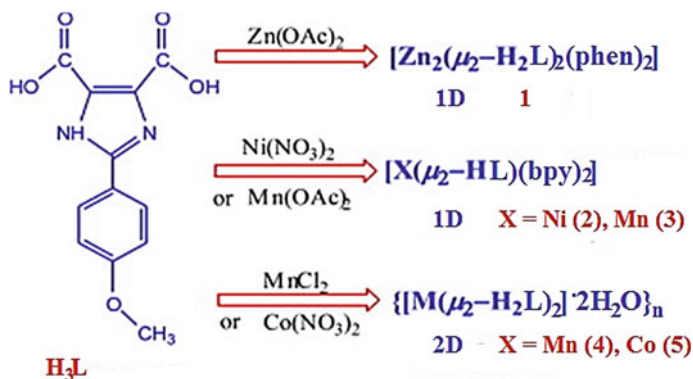 O O
HO OH
NH N
O
CH₃
H₃L
Zn(OAc)₂
[Zn₂(μ₂–H₂L)₂(phen)₂]
1D 1
Ni(NO₃)₂
or Mn(OAc)₂
[X(μ₂–HL)(bpy)₂]
1D X = Ni (2), Mn (3)
MnCl₂
or Co(NO₃)₂
{[M(μ₂–H₂L)₂]·2H₂O}ₙ
2D X = Mn (4), Co (5)